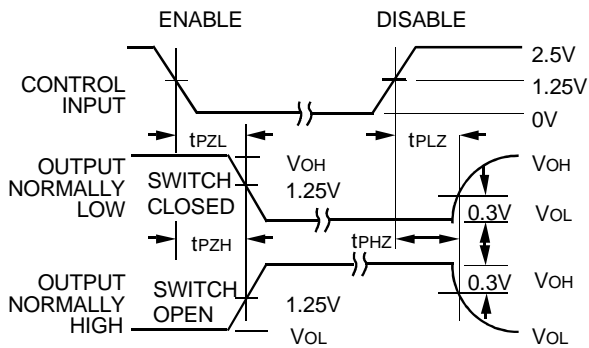 ENABLE DISABLE
CONTROL INPUT
2.5V
1.25V
0V
tPZL
tPLZ
OUTPUT NORMALLY LOW
SWITCH CLOSED
VOH
1.25V
VOH
0.3V
VOL
tPZH
tPHZ
OUTPUT NORMALLY HIGH
SWITCH OPEN
1.25V
VOL
0.3V
VOH
VOL